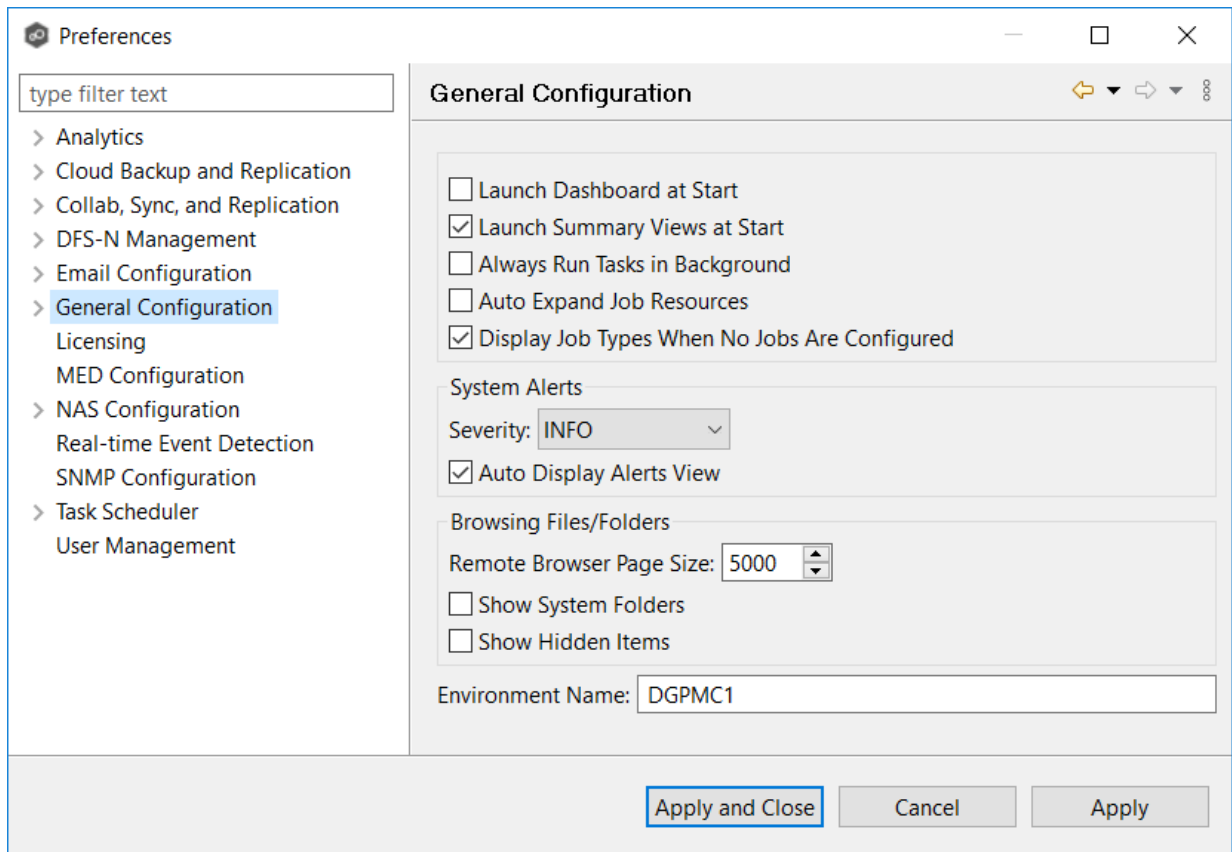 Preferences
type filter text
Analytics
Cloud Backup and Replication
Collab, Sync, and Replication
DFS-N Management
Email Configuration
General Configuration
Licensing
MED Configuration
NAS Configuration
Real-time Event Detection
SNMP Configuration
Task Scheduler
User Management
General Configuration
Launch Dashboard at Start
Launch Summary Views at Start
Always Run Tasks in Background
Auto Expand Job Resources
Display Job Types When No Jobs Are Configured
System Alerts
Severity: INFO
Auto Display Alerts View
Browsing Files/Folders
Remote Browser Page Size: 5000
Show System Folders
Show Hidden Items
Environment Name: DGPMC1
Apply and Close Cancel Apply